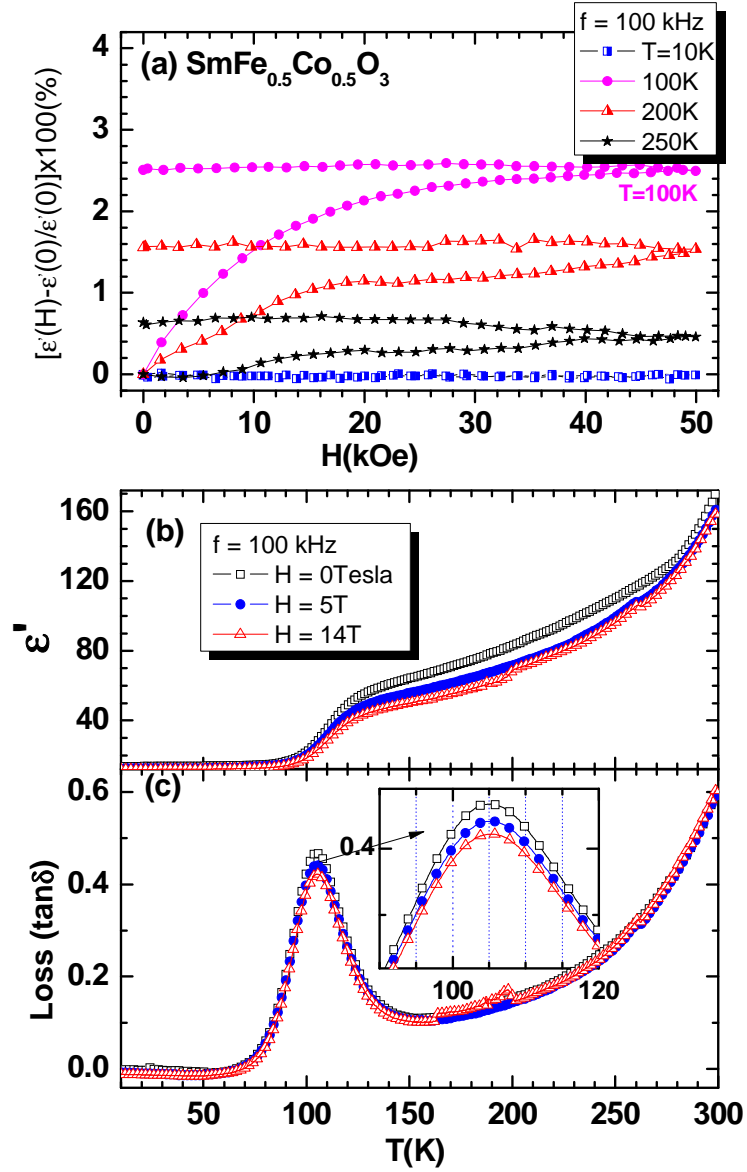 (a) SmFe0.5Co0.5O3
f = 100 kHz
T=10K
100K
200K
250K
T=100K
[ε'(H)-ε'(0)/ε'(0)]x100(%)
4
3
2
1
0
0 10 20 30 40 50
H(kOe)
(b)
f = 100 kHz
H = 0Tesla
H = 5T
H = 14T
ε'
160
120
80
40
(c)
Loss (tanδ)
0.6
0.4
0.2
0.0
0.4
100 120
50 100 150 200 250 300
T(K)